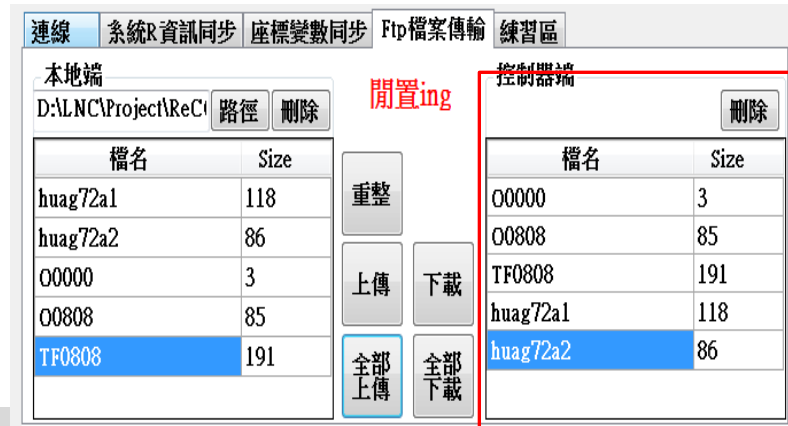 連線 系統R資訊同步 座標變數同步 Ftp檔案傳輸 練習區
本地端
D:\LNC\Project\ReC 路徑 刪除
檔名 Size
huag72a1 118
huag72a2 86
O0000 3
O0808 85
TF0808 191
閒置ing
重整
上傳 下載
全部上傳 全部下載
控制器端
刪除
檔名 Size
O0000 3
O0808 85
TF0808 191
huag72a1 118
huag72a2 86